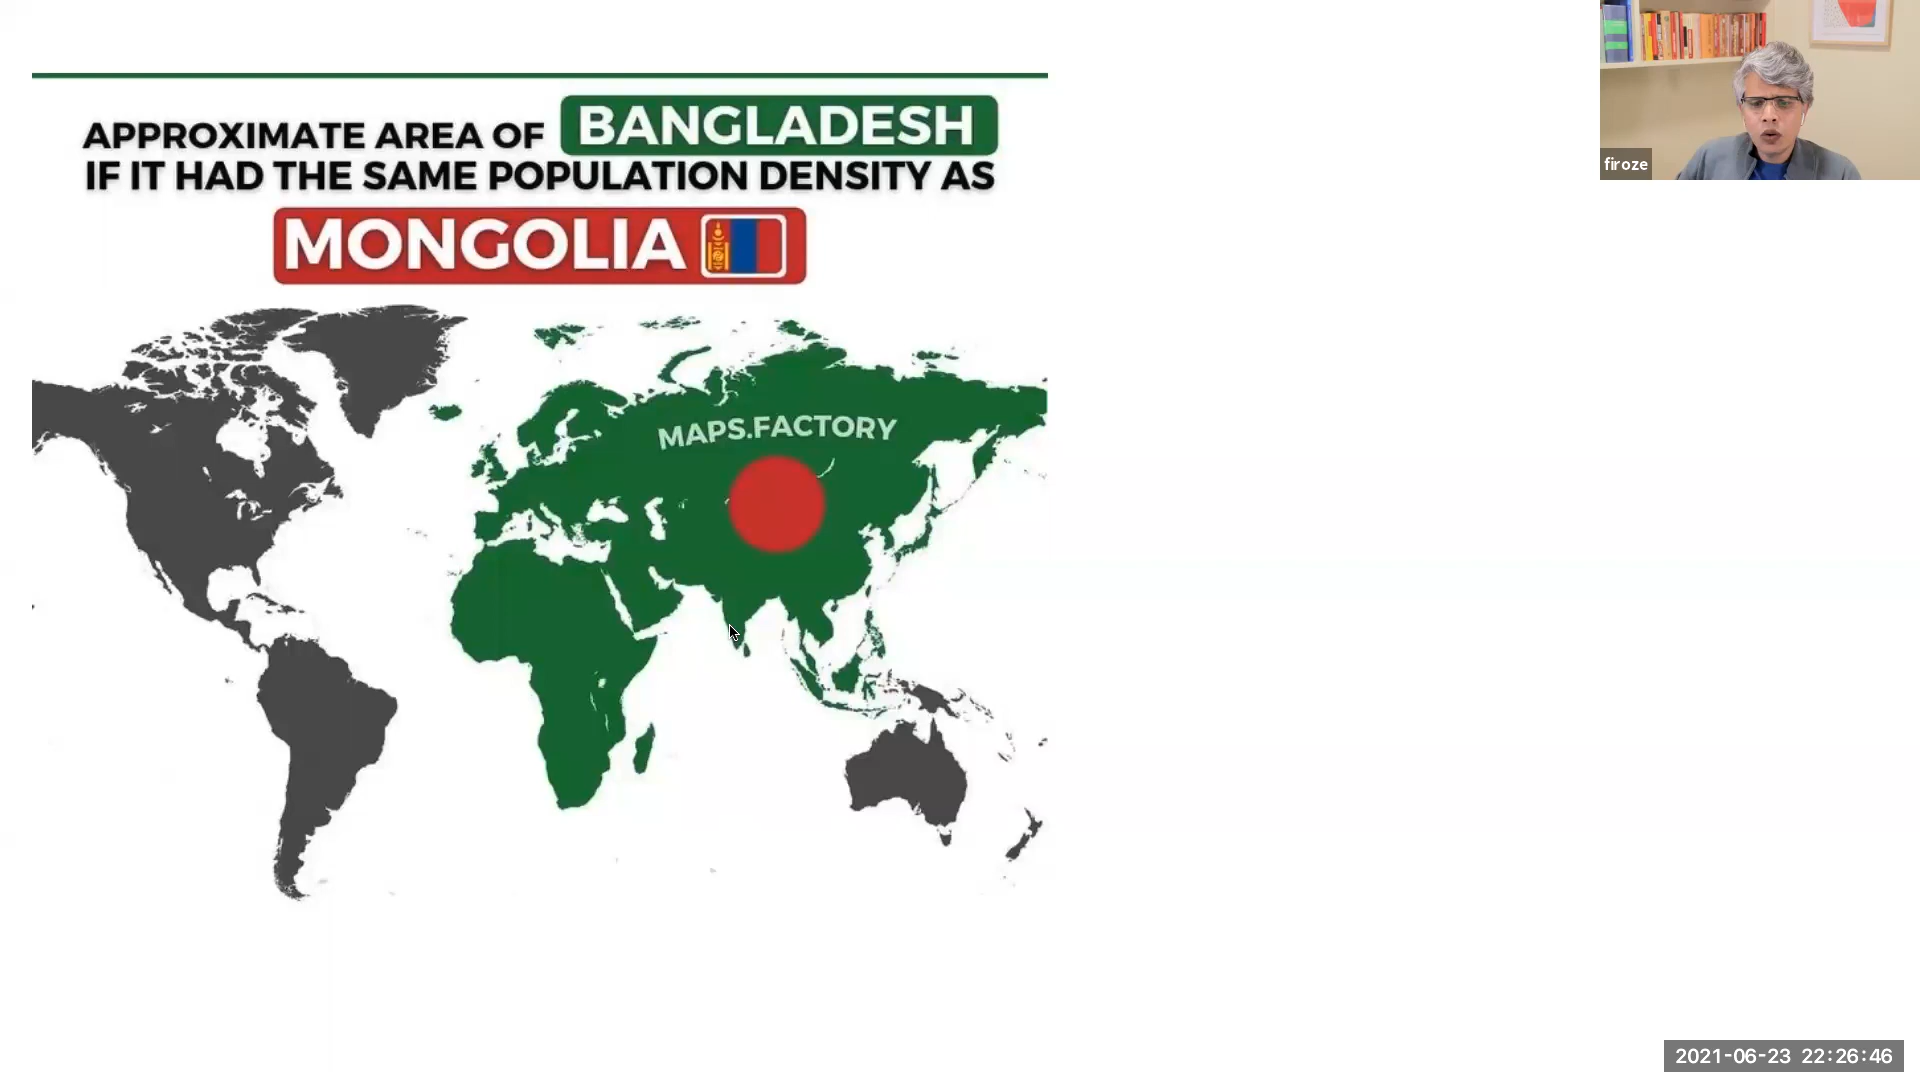 APPROXIMATE AREA OF BANGLADESH
IF IT HAD THE SAME POPULATION DENSITY AS
MONGOLIA
MAPS.FACTORY
firoze
2021-06-23 22:26:46